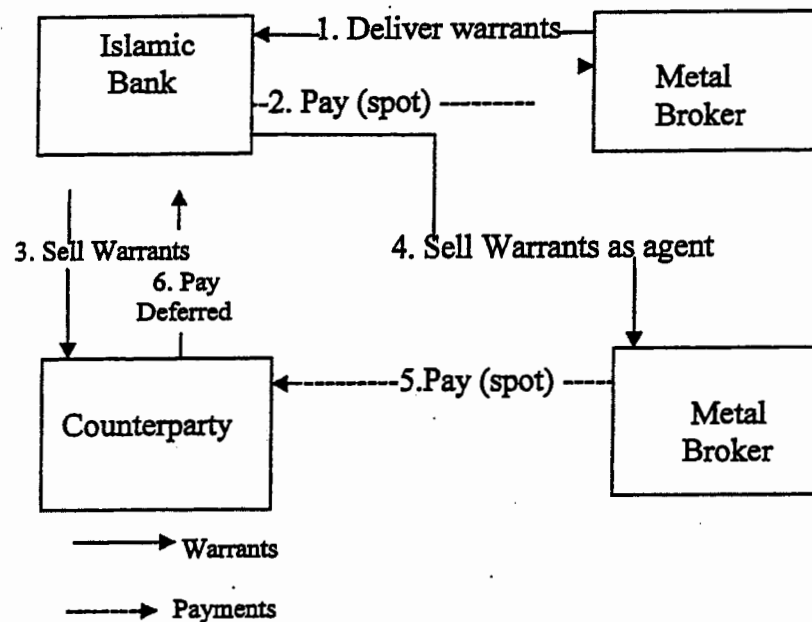 Islamic
Bank
1. Deliver warrants
2. Pay (spot)
Metal
Broker
3. Sell Warrants
4. Sell Warrants as agent
6. Pay
Deferred
5.Pay (spot)
Counterparty
Metal
Broker
Warrants
Payments